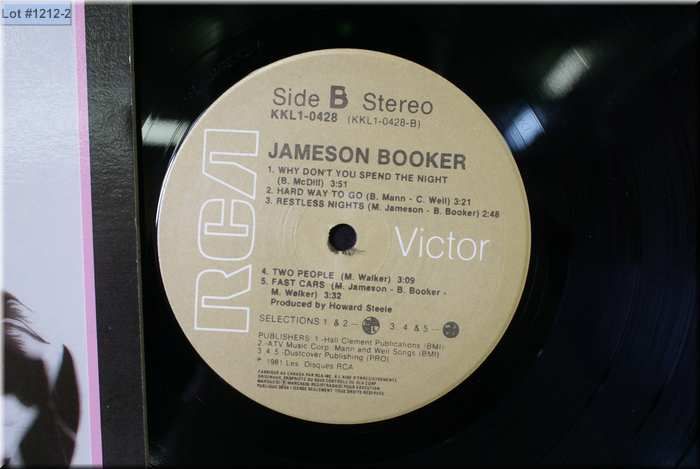 Lot #1212-2
Side B Stereo
KKL1-0428 (KKL1-0428-B)
JAMESON BOOKER
1. WHY DON'T YOU SPEND THE NIGHT
(B. McDill) 3:51
2. HARD WAY TO GO (B. Mann - C. Weil) 3:21
3. RESTLESS NIGHTS (M. Jameson - B. Booker) 2:48
RCA
Victor
4. TWO PEOPLE (M. Walker) 3:09
5. FAST CARS (M. Jameson - B. Booker -
M. Walker) 3:32
Produced by Howard Steele
SELECTIONS 1 & 2 — 3 4 & 5 —
PUBLISHERS: 1-Hall Clement Publications (BMI)
2-ATV Music Corp. Mann and Weil Songs (BMI)
3 4 5 -Dustcover Publishing (PRO)
℗ 1981 Les Disques RCA